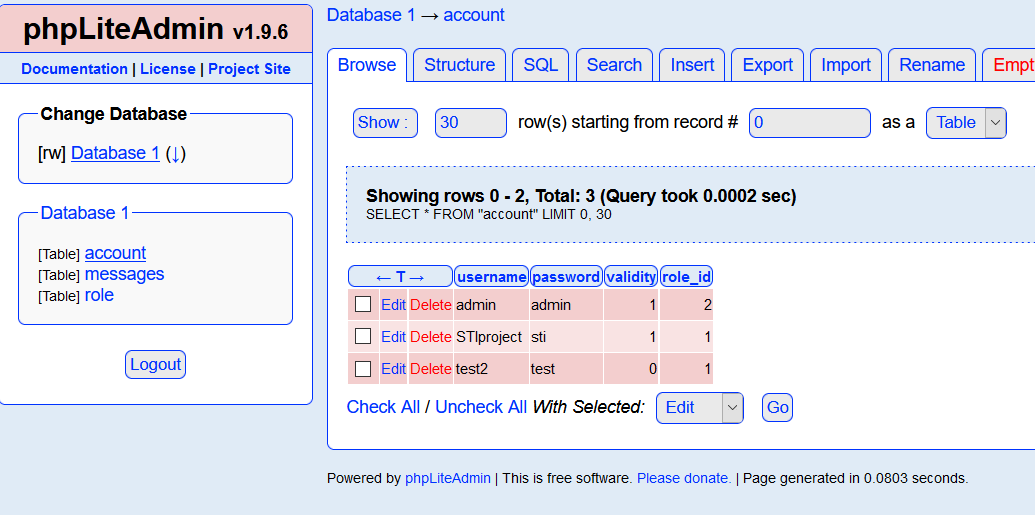 phpLiteAdmin v1.9.6
Documentation | License | Project Site
Change Database
[rw] Database 1 (↓)
Database 1
[Table] account
[Table] messages
[Table] role
Logout
Database 1 → account
Browse Structure SQL Search Insert Export Import Rename Empt
Show : 30 row(s) starting from record # 0 as a Table
Showing rows 0 - 2, Total: 3 (Query took 0.0002 sec)
SELECT * FROM "account" LIMIT 0, 30
← T → username password validity role_id
Edit Delete admin admin 1 2
Edit Delete STIproject sti 1 1
Edit Delete test2 test 0 1
Check All / Uncheck All With Selected: Edit Go
Powered by phpLiteAdmin | This is free software. Please donate. | Page generated in 0.0803 seconds.